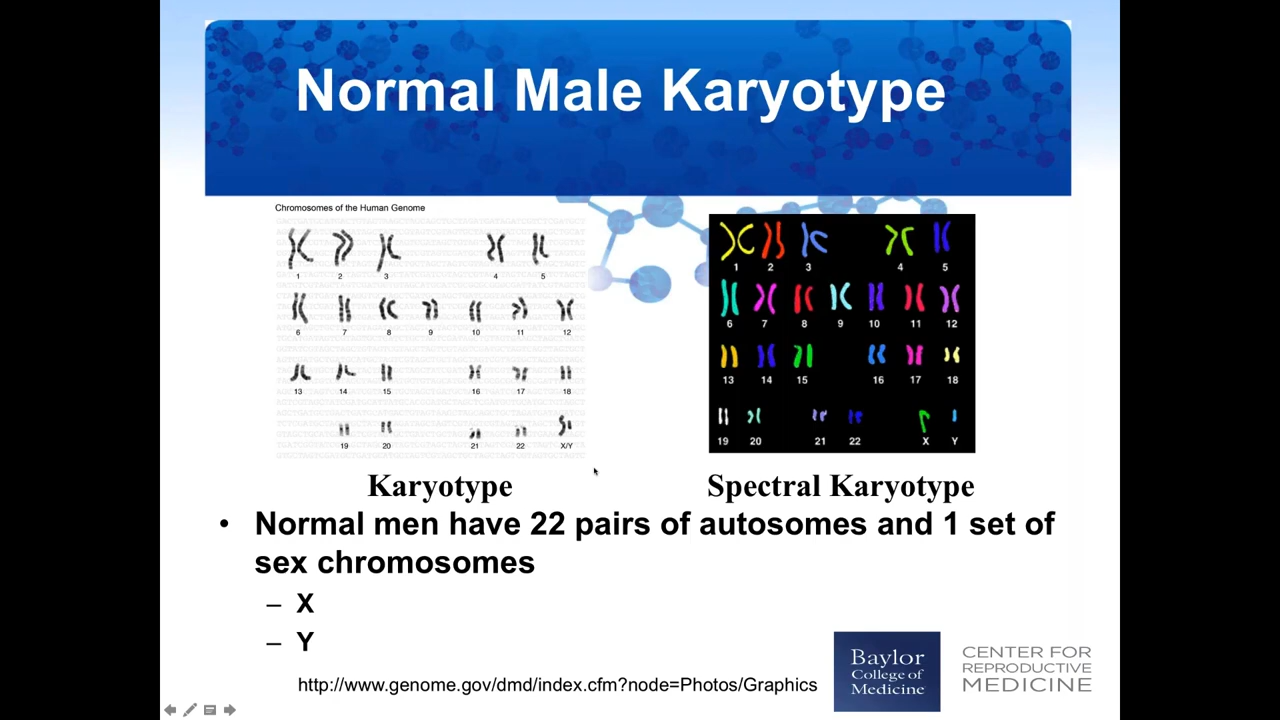 Normal Male Karyotype
Chromosomes of the Human Genome
1 2 3 4 5
6 7 8 9 10 11 12
13 14 15 16 17 18
19 20 21 22 X/Y
1 2 3 4 5
6 7 8 9 10 11 12
13 14 15 16 17 18
19 20 21 22 X Y
Karyotype
Spectral Karyotype
• Normal men have 22 pairs of autosomes and 1 set of
sex chromosomes
– X
– Y
http://www.genome.gov/dmd/index.cfm?node=Photos/Graphics
Baylor
College of
Medicine
CENTER FOR
REPRODUCTIVE
MEDICINE